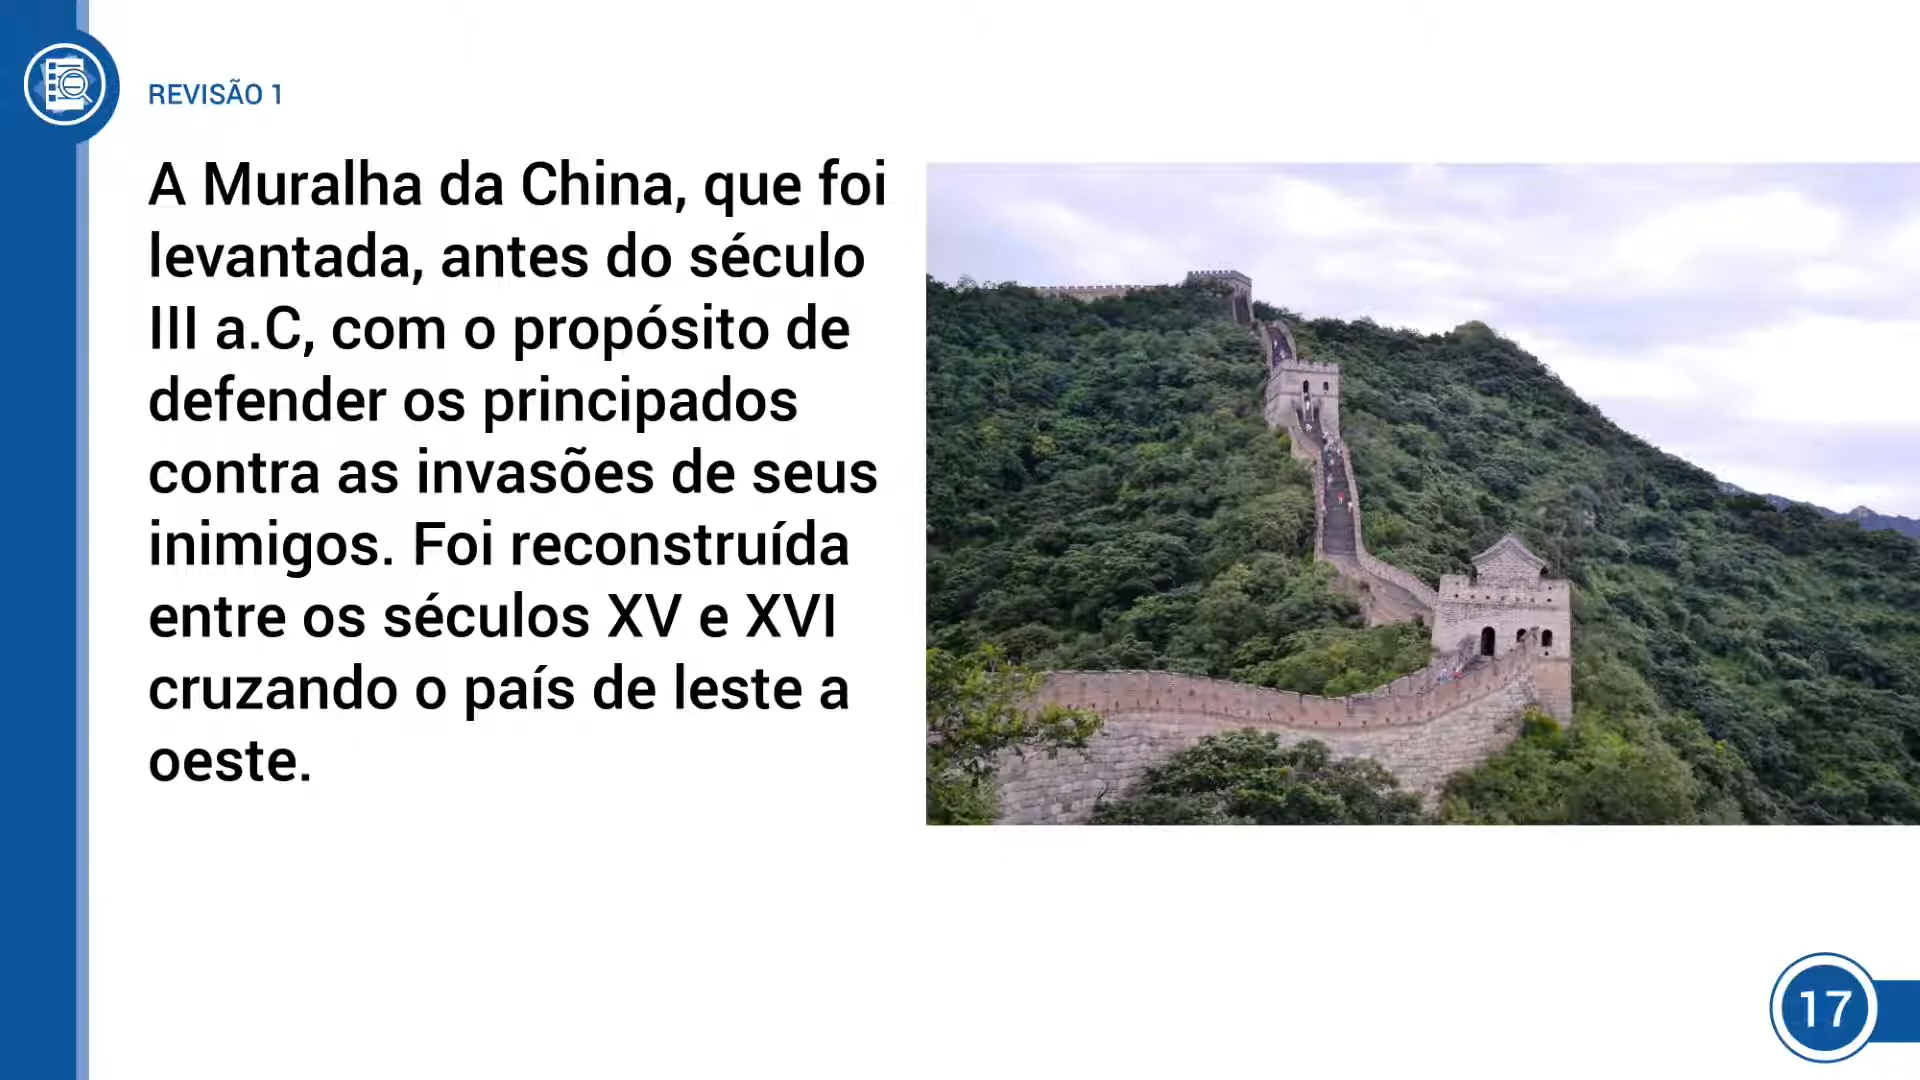 REVISÃO 1
A Muralha da China, que foi
levantada, antes do século
III a.C, com o propósito de
defender os principados
contra as invasões de seus
inimigos. Foi reconstruída
entre os séculos XV e XVI
cruzando o país de leste a
oeste.
17